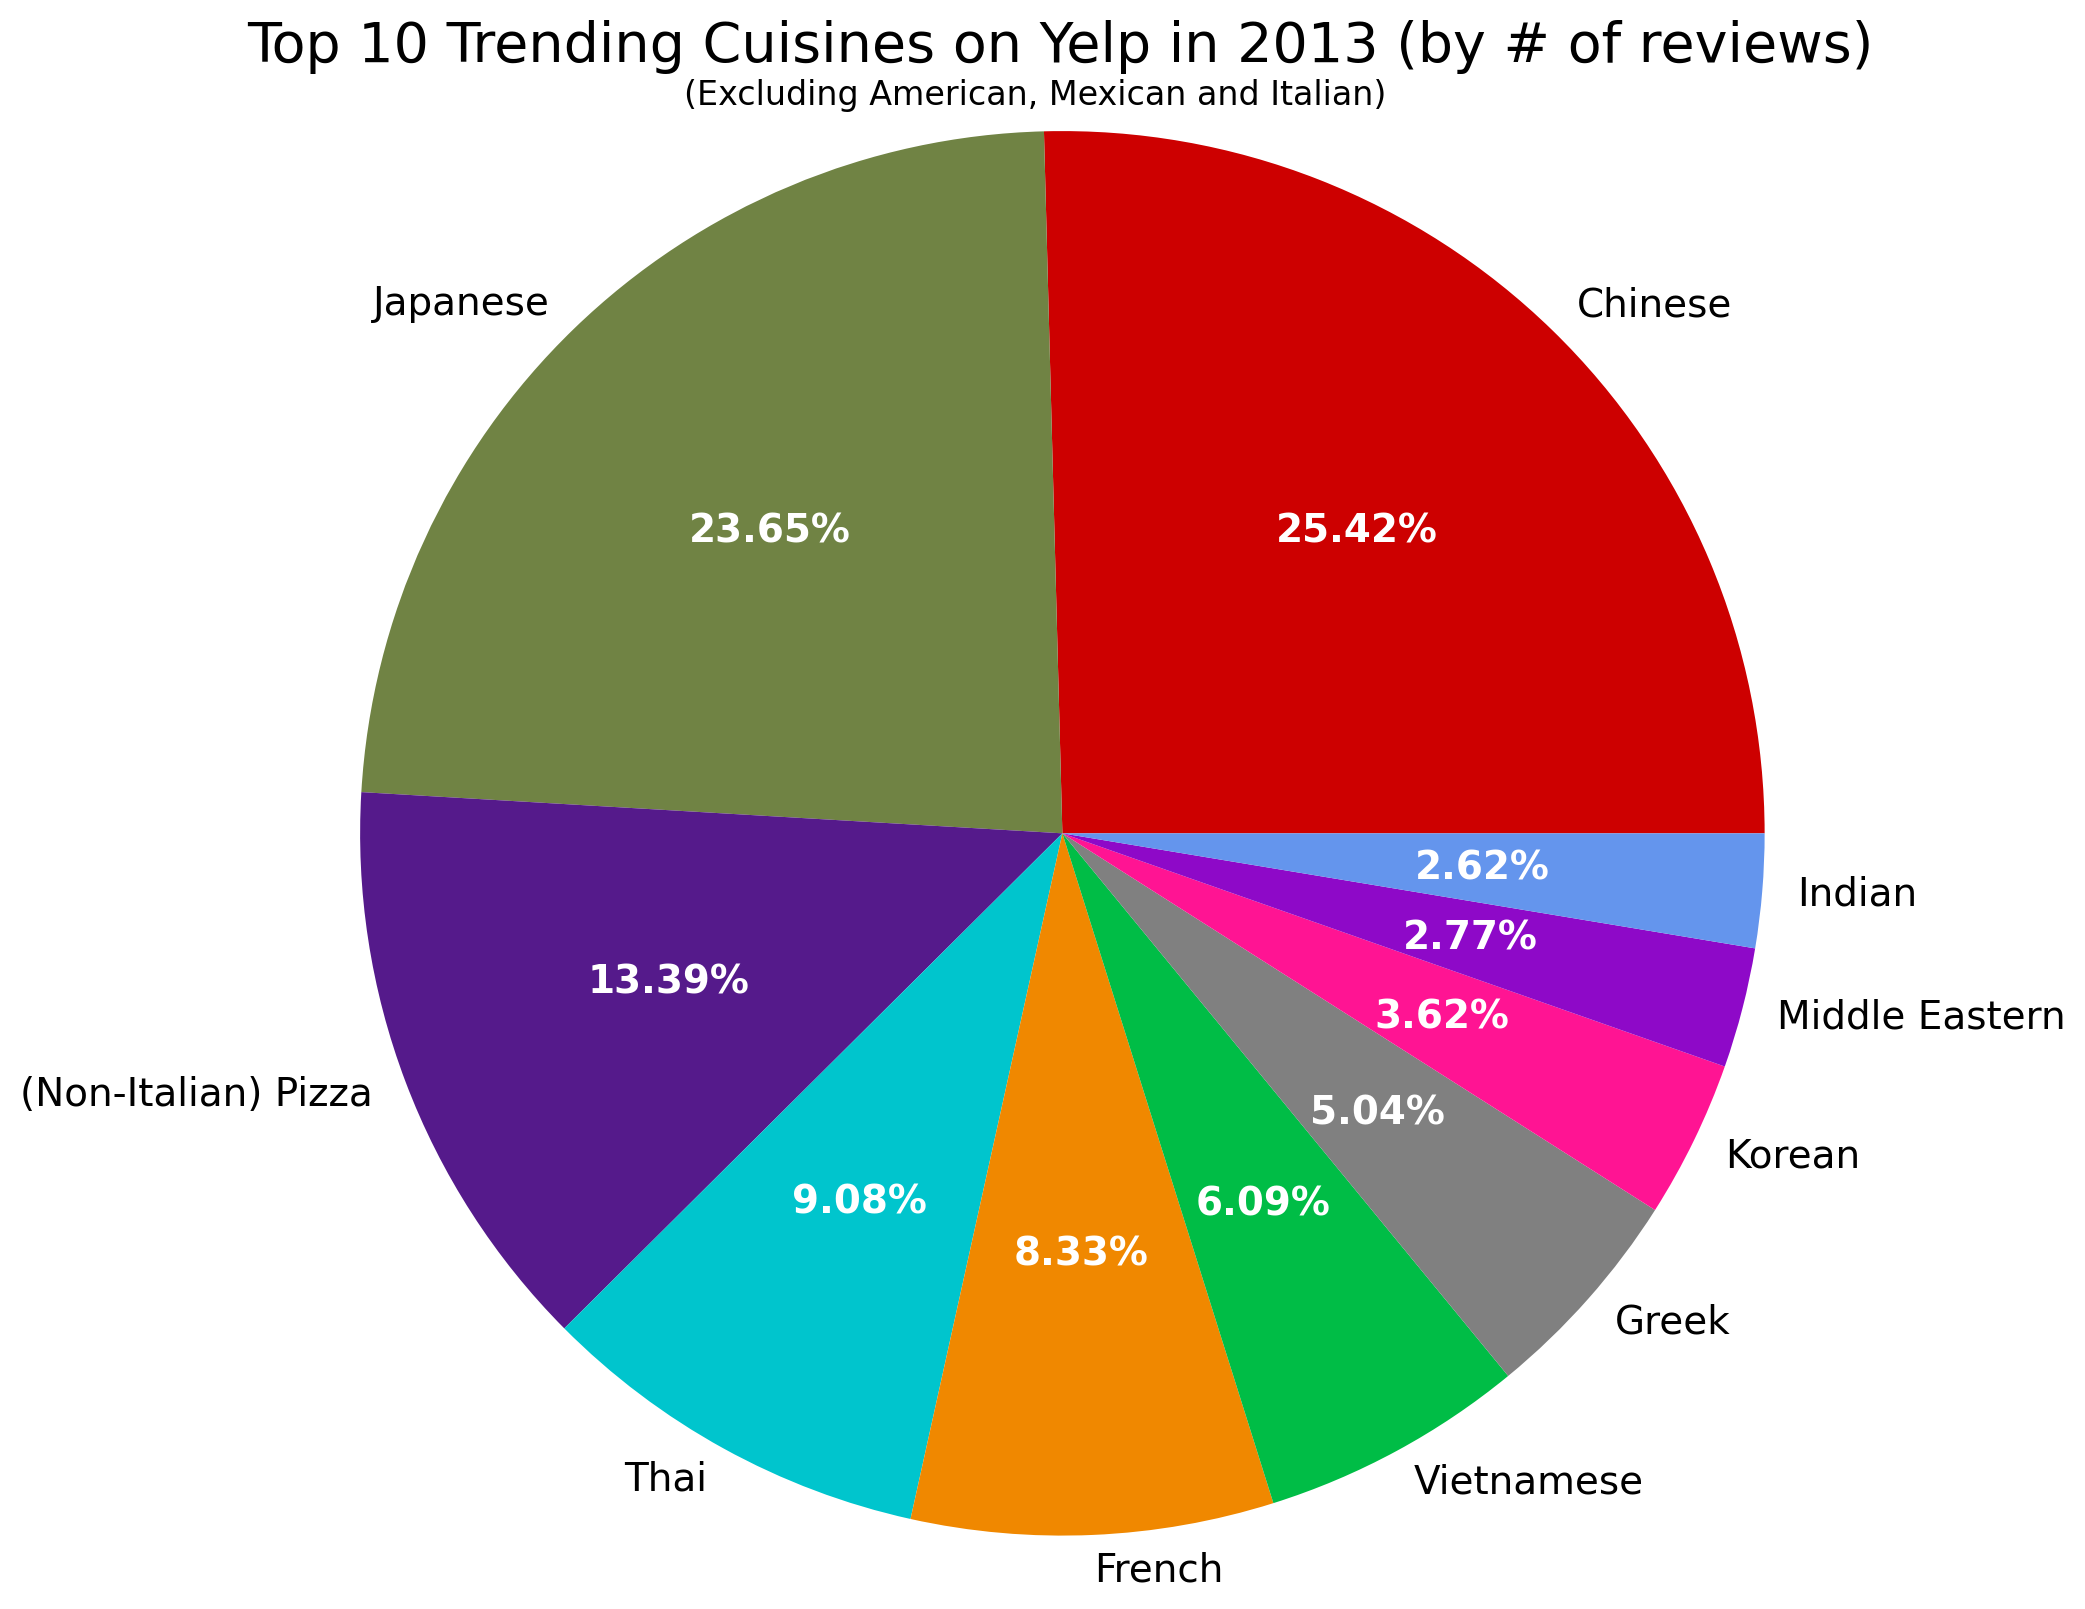 Top 10 Trending Cuisines on Yelp in 2013 (by # of reviews)
(Excluding American, Mexican and Italian)
Japanese
Chinese
23.65%
25.42%
2.62%
Indian
2.77%
13.39%
Middle Eastern
3.62%
(Non-Italian) Pizza
5.04%
Korean
9.08%
6.09%
8.33%
Greek
Thai
Vietnamese
French